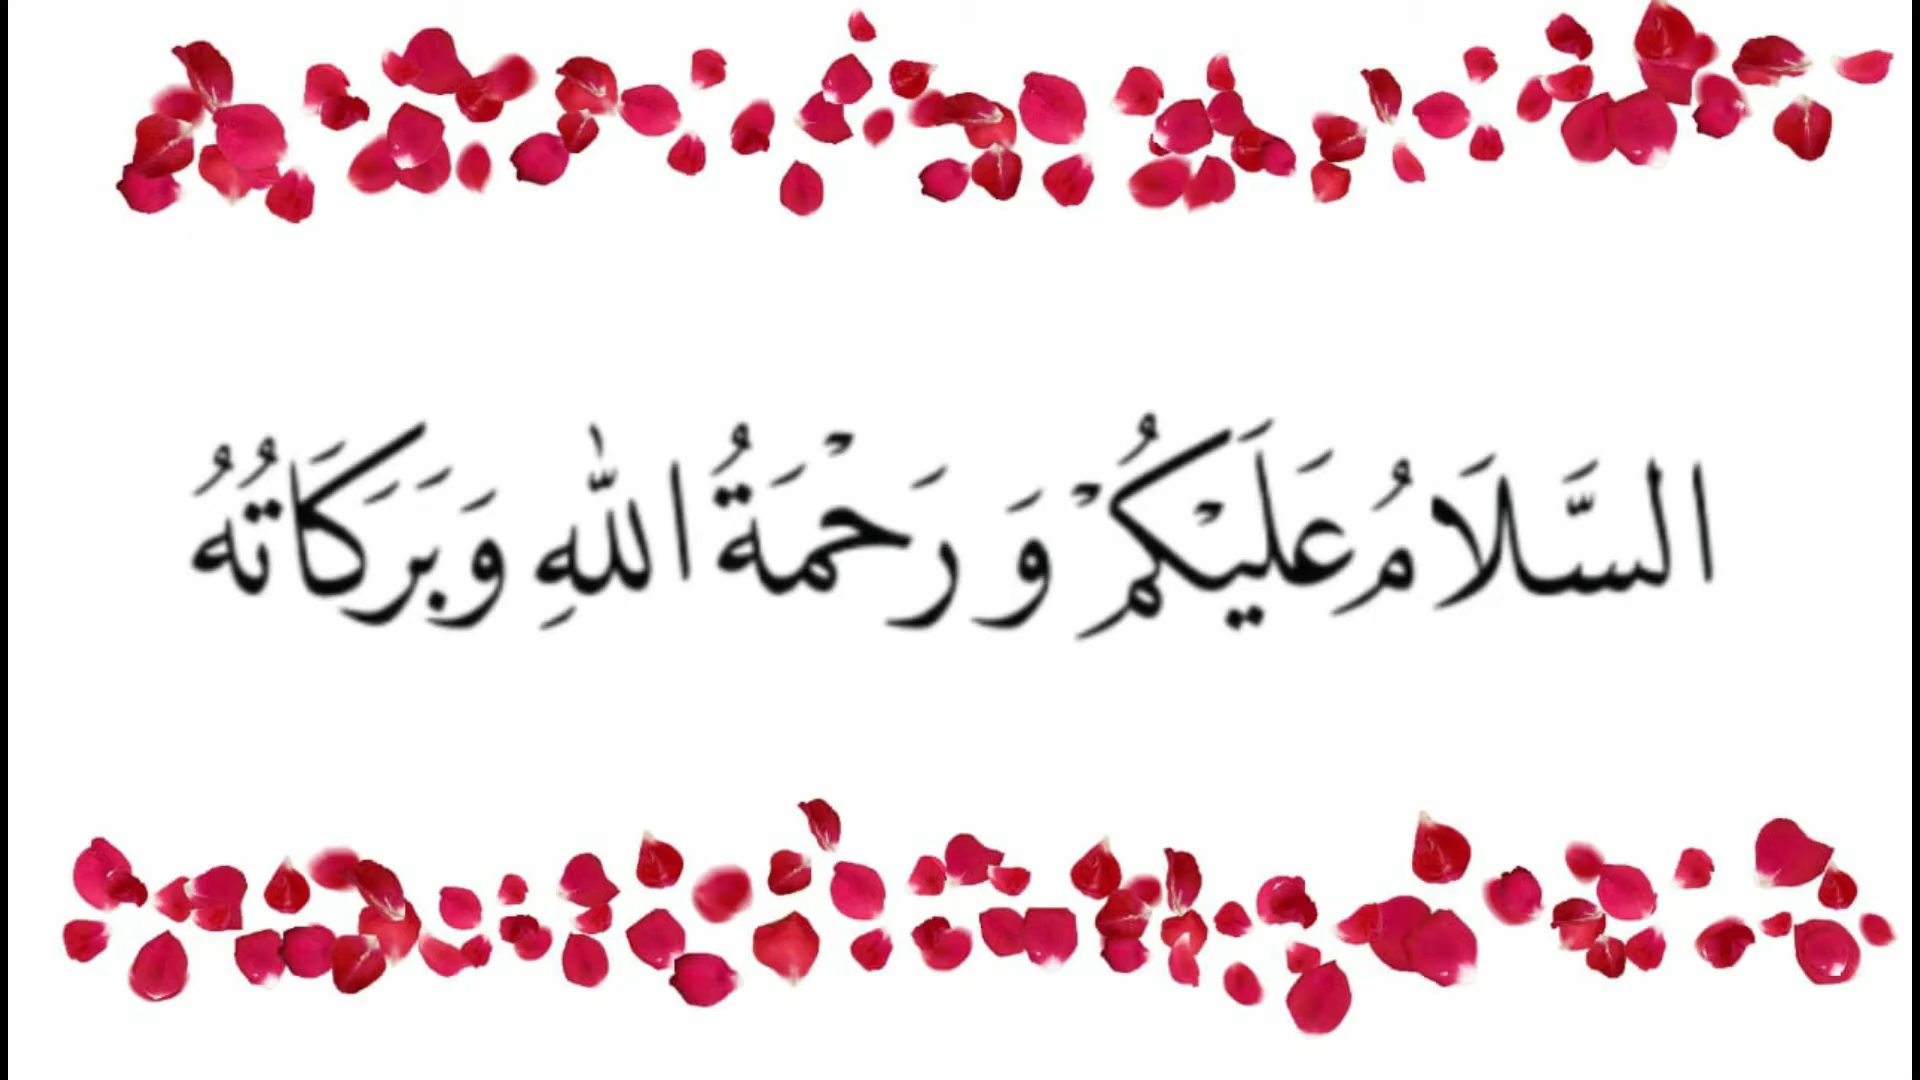 السَّلَامُ عَلَيْكُمْ وَ رَحْمَةُ اللّٰهِ وَبَرَكَاتُهُ